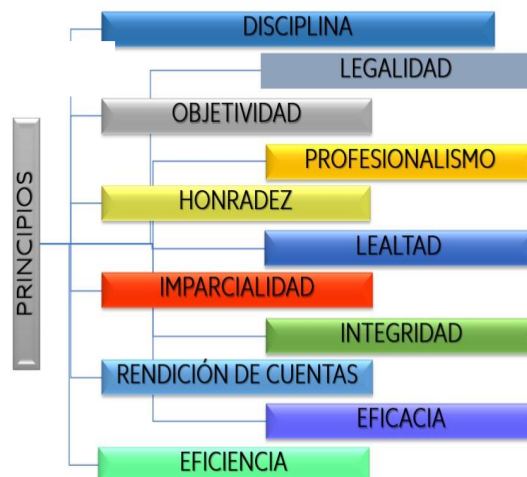 DISCIPLINA
LEGALIDAD
OBJETIVIDAD
PROFESIONALISMO
HONRADEZ
LEALTAD
PRINCIPIOS
IMPARCIALIDAD
INTEGRIDAD
RENDICIÓN DE CUENTAS
EFICACIA
EFICIENCIA